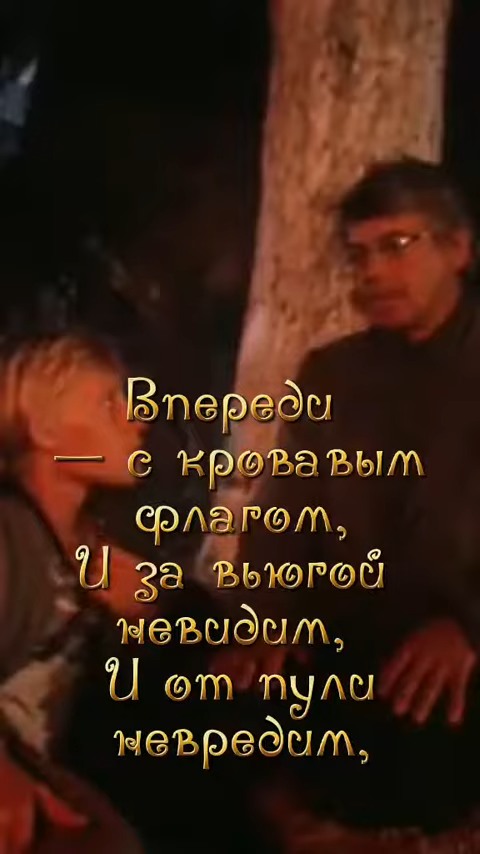 Впереди
— с кровавым
флагом,
И за вьюгой
невидим,
И от пули
невредим,